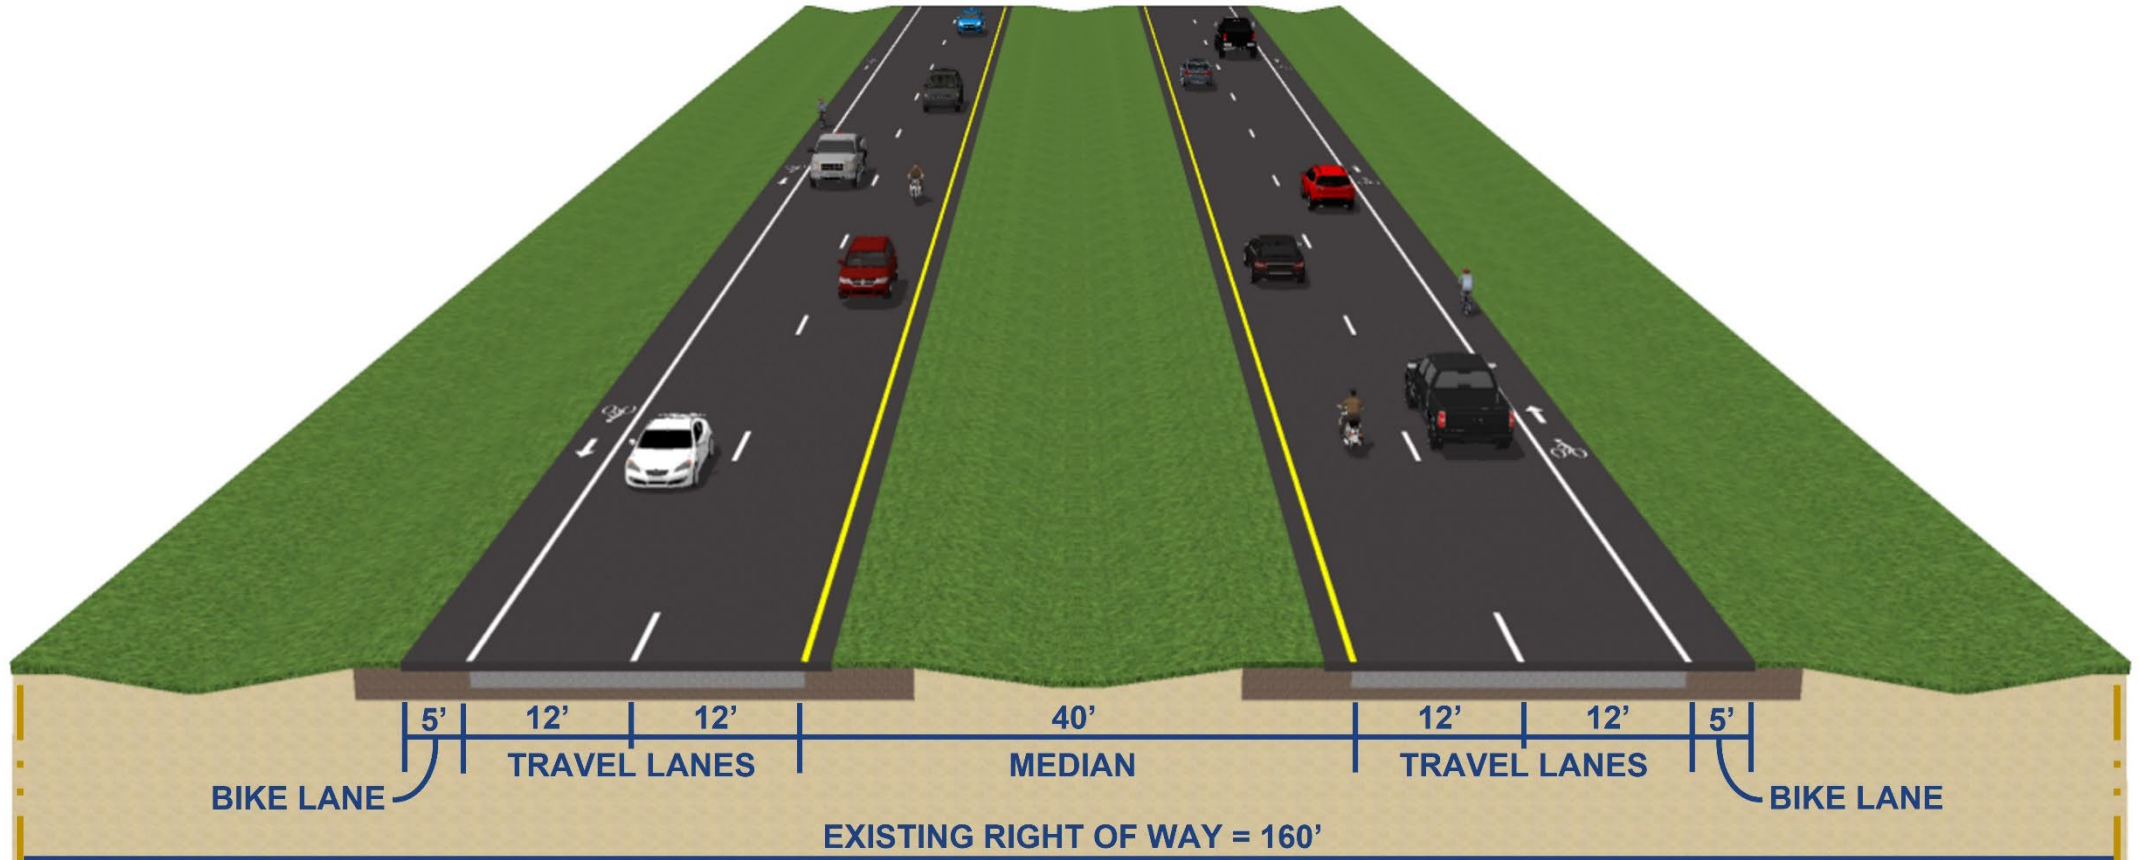 5’ 12’ 12’ 40’ 12’ 12’ 5’
TRAVEL LANES MEDIAN TRAVEL LANES
BIKE LANE BIKE LANE
EXISTING RIGHT OF WAY = 160’